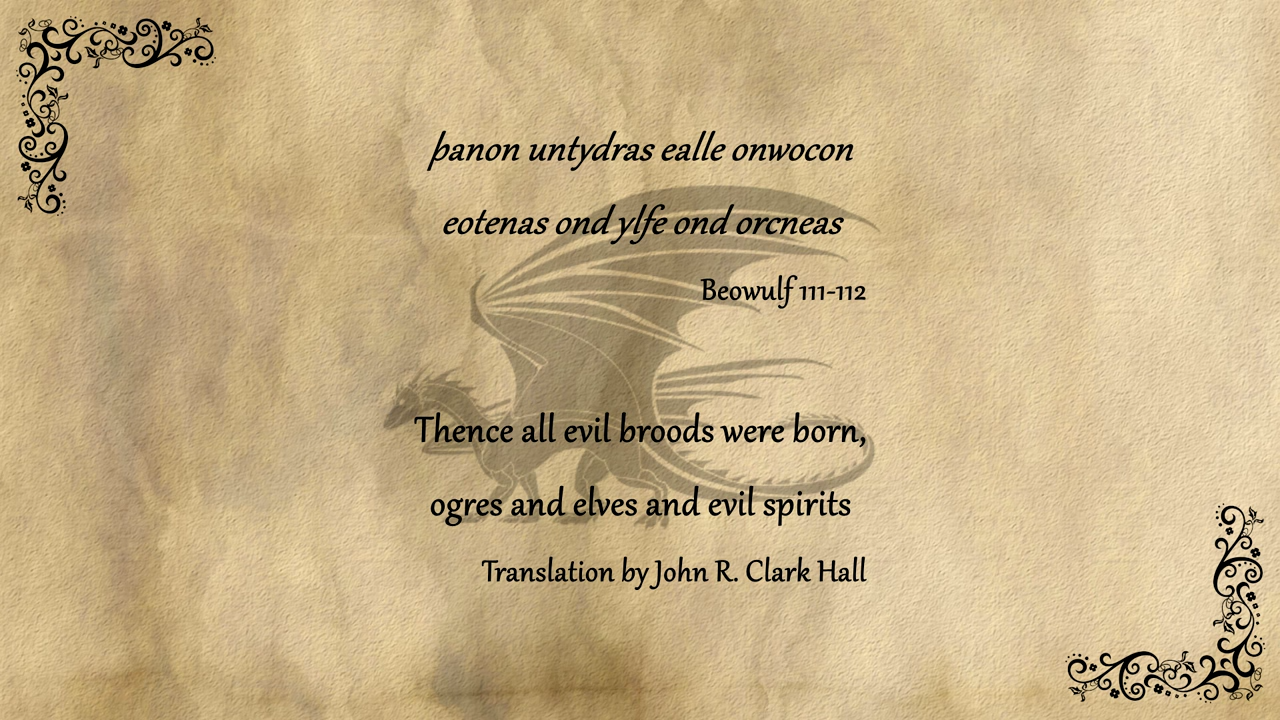 þanon untydras ealle onwocon
eotenas ond ylfe ond orcneas
Beowulf 111-112
Thence all evil broods were born,
ogres and elves and evil spirits
Translation by John R. Clark Hall